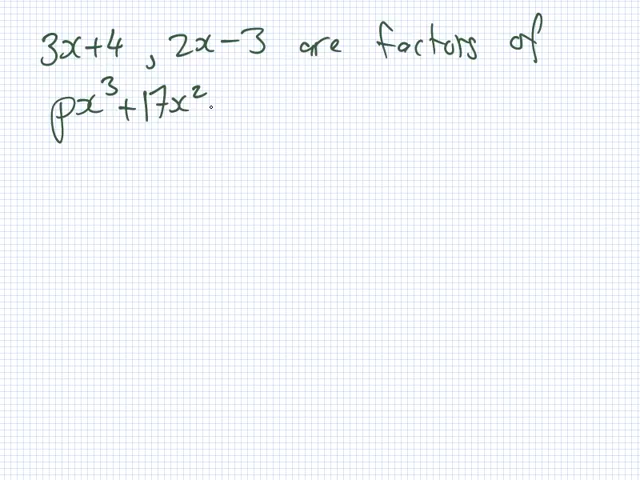 3x+4 , 2x-3 are factors of
px³+17x²